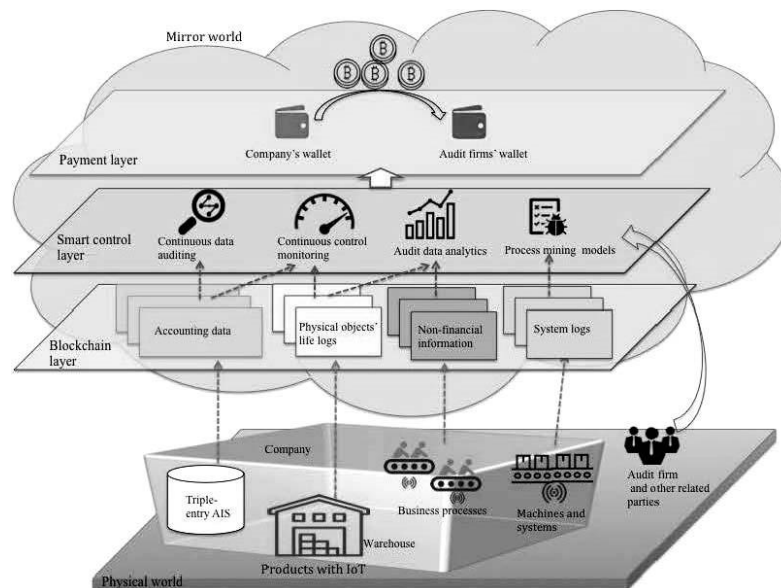 Mirror world
Payment layer
Company's wallet
Audit firms' wallet
Smart control
layer
Continuous data
auditing
Continuous control
monitoring
Audit data analytics
Process mining models
Blockchain
layer
Accounting data
Physical objects'
life logs
Non-financial
information
System logs
Company
Triple-
entry AIS
Warehouse
Products with IoT
Business processes
Machines and
systems
Audit firm
and other related
parties
Physical world